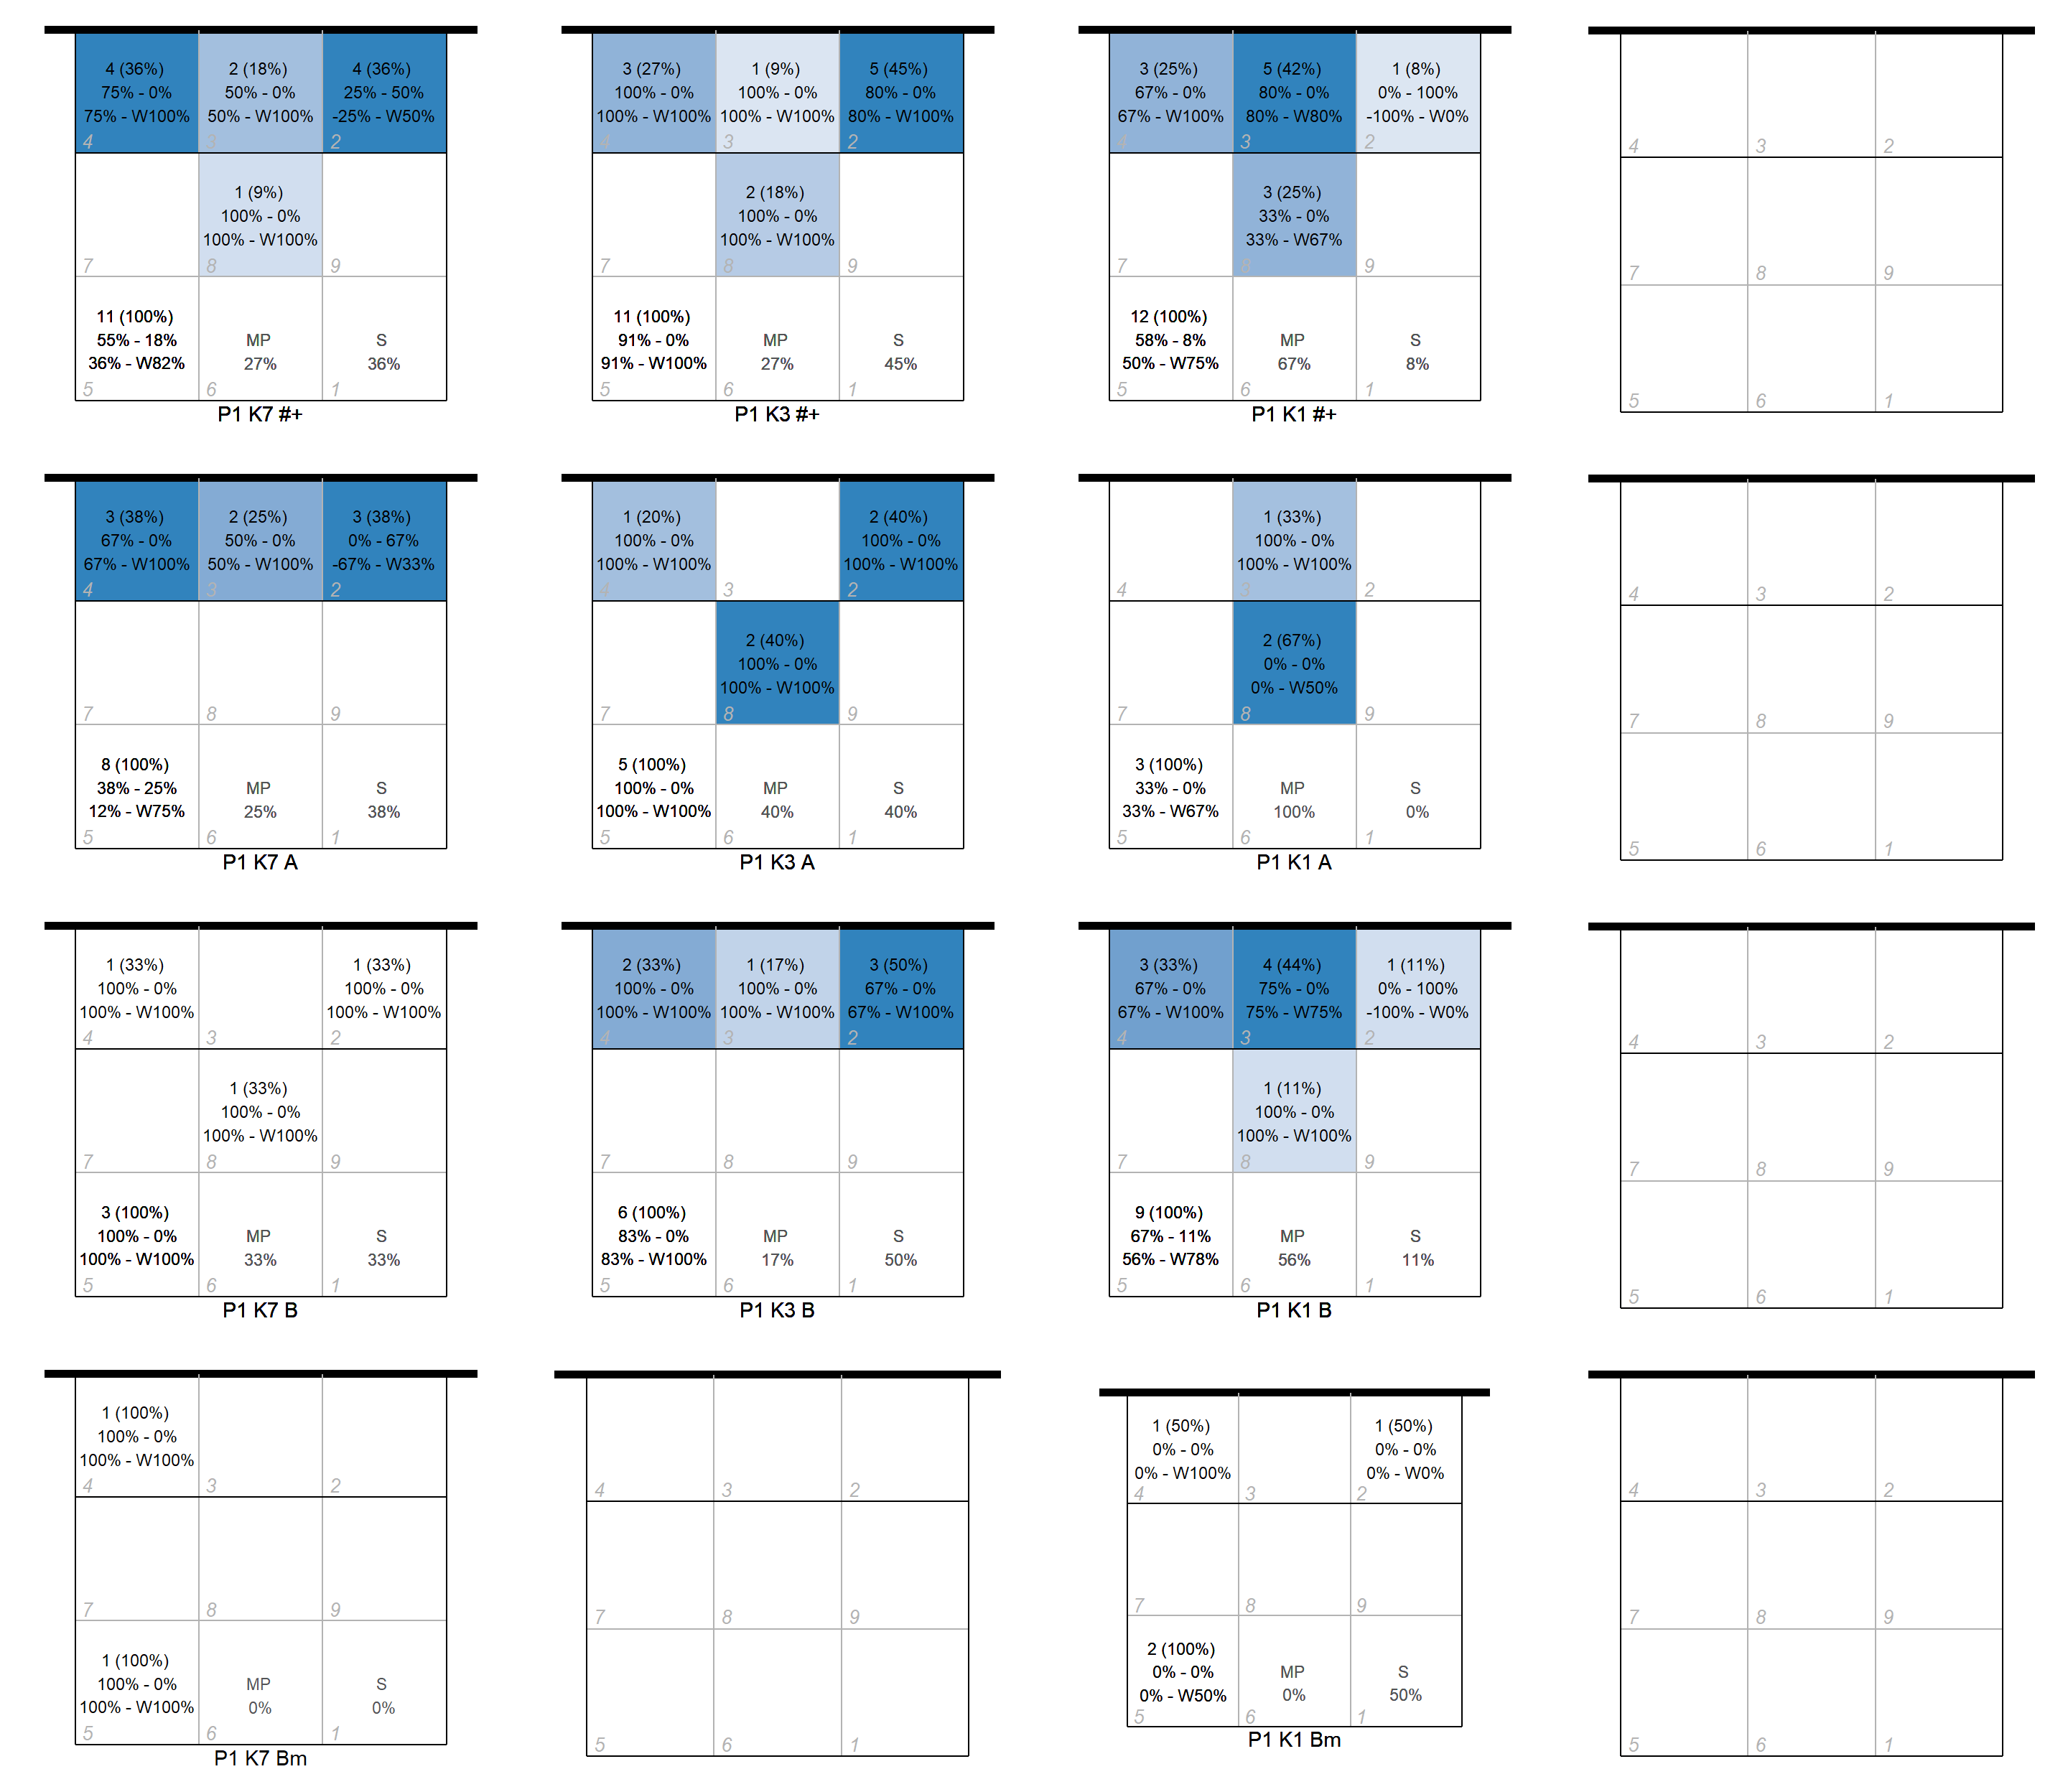 4 (36%) 2 (18%) 4 (36%)
75% - 0% 50% - 0% 25% - 50%
75% - W100% 50% - W100% -25% - W50%
4 3 2
1 (9%)
100% - 0%
100% - W100%
7 8 9
11 (100%)
55% - 18% MP S
36% - W82% 27% 36%
5 6 1
P1 K7 #+
3 (27%) 1 (9%) 5 (45%)
100% - 0% 100% - 0% 80% - 0%
100% - W100% 100% - W100% 80% - W100%
4 3 2
2 (18%)
100% - 0%
100% - W100%
7 8 9
11 (100%)
91% - 0% MP S
91% - W100% 27% 45%
5 6 1
P1 K3 #+
3 (25%) 5 (42%) 1 (8%)
67% - 0% 80% - 0% 0% - 100%
67% - W100% 80% - W80% -100% - W0%
4 3 2
3 (25%)
33% - 0%
33% - W67%
7 8 9
12 (100%)
58% - 8% MP S
50% - W75% 67% 8%
5 6 1
P1 K1 #+
4 3 2
7 8 9
5 6 1
3 (38%) 2 (25%) 3 (38%)
67% - 0% 50% - 0% 0% - 67%
67% - W100% 50% - W100% -67% - W33%
4 3 2
7 8 9
8 (100%)
38% - 25% MP S
12% - W75% 25% 38%
5 6 1
P1 K7 A
1 (20%) 2 (40%)
100% - 0% 100% - 0%
100% - W100% 100% - W100%
4 3 2
2 (40%)
100% - 0%
100% - W100%
7 8 9
5 (100%)
100% - 0% MP S
100% - W100% 40% 40%
5 6 1
P1 K3 A
1 (33%)
100% - 0%
100% - W100%
4 3 2
2 (67%)
0% - 0%
0% - W50%
7 8 9
3 (100%)
33% - 0% MP S
33% - W67% 100% 0%
5 6 1
P1 K1 A
4 3 2
7 8 9
5 6 1
1 (33%) 1 (33%)
100% - 0% 100% - 0%
100% - W100% 100% - W100%
4 3 2
1 (33%)
100% - 0%
100% - W100%
7 8 9
3 (100%)
100% - 0% MP S
100% - W100% 33% 33%
5 6 1
P1 K7 B
2 (33%) 1 (17%) 3 (50%)
100% - 0% 100% - 0% 67% - 0%
100% - W100% 100% - W100% 67% - W100%
4 3 2
7 8 9
6 (100%)
83% - 0% MP S
83% - W100% 17% 50%
5 6 1
P1 K3 B
3 (33%) 4 (44%) 1 (11%)
67% - 0% 75% - 0% 0% - 100%
67% - W100% 75% - W75% -100% - W0%
4 3 2
1 (11%)
100% - 0%
100% - W100%
7 8 9
9 (100%)
67% - 11% MP S
56% - W78% 56% 11%
5 6 1
P1 K1 B
4 3 2
7 8 9
5 6 1
1 (100%)
100% - 0%
100% - W100%
4 3 2
7 8 9
1 (100%)
100% - 0% MP S
100% - W100% 0% 0%
5 6 1
P1 K7 Bm
4 3 2
7 8 9
5 6 1
1 (50%) 1 (50%)
0% - 0% 0% - 0%
0% - W100% 0% - W0%
4 3 2
7 8 9
2 (100%)
0% - 0% MP S
0% - W50% 0% 50%
5 6 1
P1 K1 Bm
4 3 2
7 8 9
5 6 1